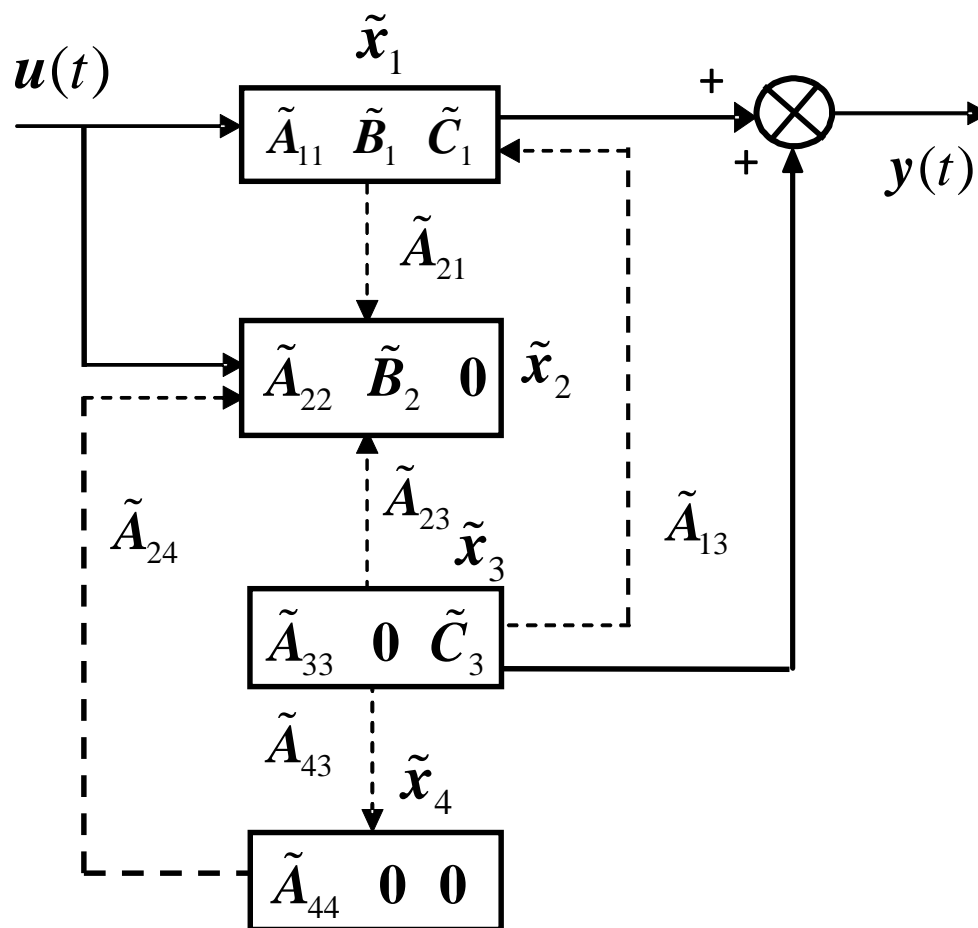 x̃₁
u(t)
+
Ã₁₁ B̃₁ C̃₁
+
y(t)
Ã₂₁
Ã₂₂ B̃₂ 0
x̃₂
Ã₂₃
Ã₂₄
Ã₁₃
x̃₃
Ã₃₃ 0 C̃₃
Ã₄₃
x̃₄
Ã₄₄ 0 0